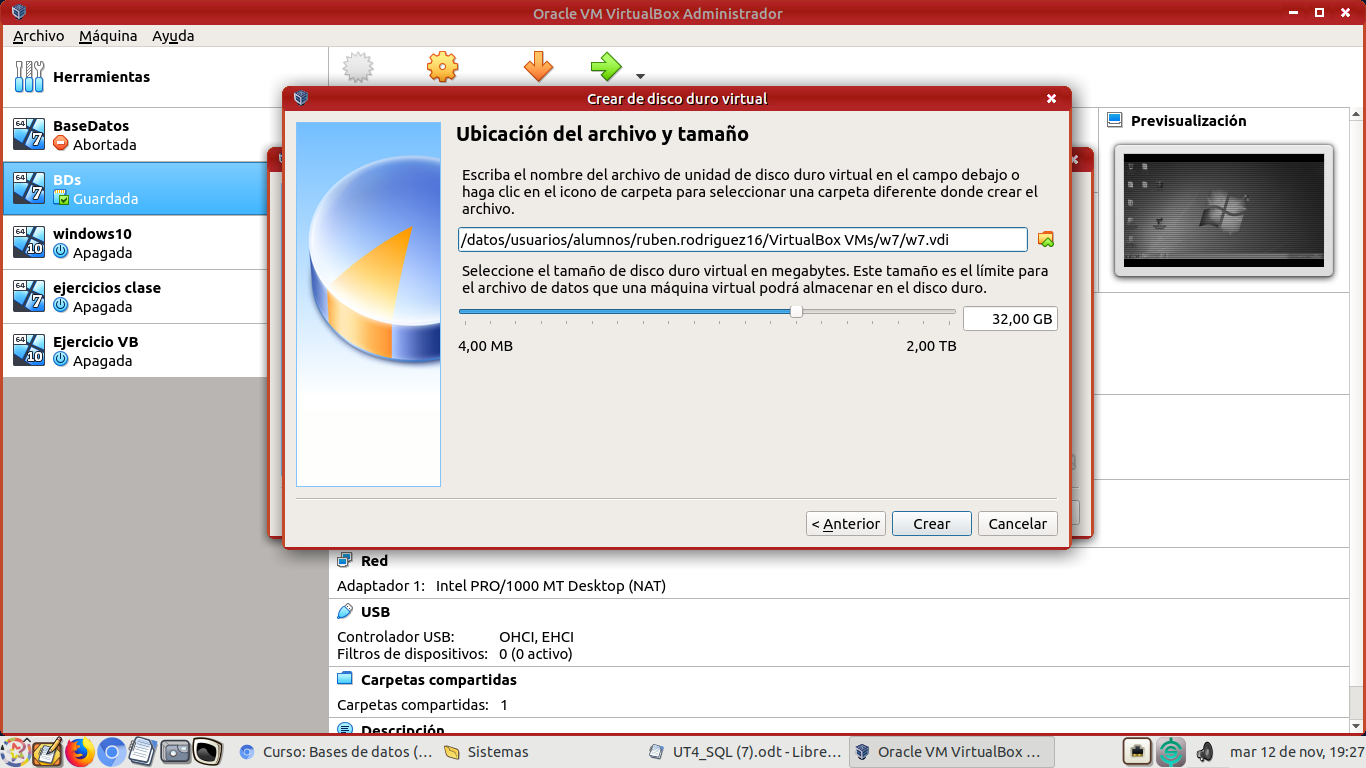 Oracle VM VirtualBox Administrador
Archivo Máquina Ayuda
Herramientas
BaseDatos
Abortada
BDs
Guardada
windows10
Apagada
ejercicios clase
Apagada
Ejercicio VB
Apagada
Crear de disco duro virtual
Ubicación del archivo y tamaño
Escriba el nombre del archivo de unidad de disco duro virtual en el campo debajo o
haga clic en el icono de carpeta para seleccionar una carpeta diferente donde crear el
archivo.
/datos/usuarios/alumnos/ruben.rodriguez16/VirtualBox VMs/w7/w7.vdi
Seleccione el tamaño de disco duro virtual en megabytes. Este tamaño es el límite para
el archivo de datos que una máquina virtual podrá almacenar en el disco duro.
32,00 GB
4,00 MB 2,00 TB
< Anterior Crear Cancelar
Previsualización
Red
Adaptador 1: Intel PRO/1000 MT Desktop (NAT)
USB
Controlador USB: OHCI, EHCI
Filtros de dispositivos: 0 (0 activo)
Carpetas compartidas
Carpetas compartidas: 1
Descripción
Curso: Bases de datos (... Sistemas UT4_SQL (7).odt - Libre... Oracle VM VirtualBox ... mar 12 de nov, 19:27